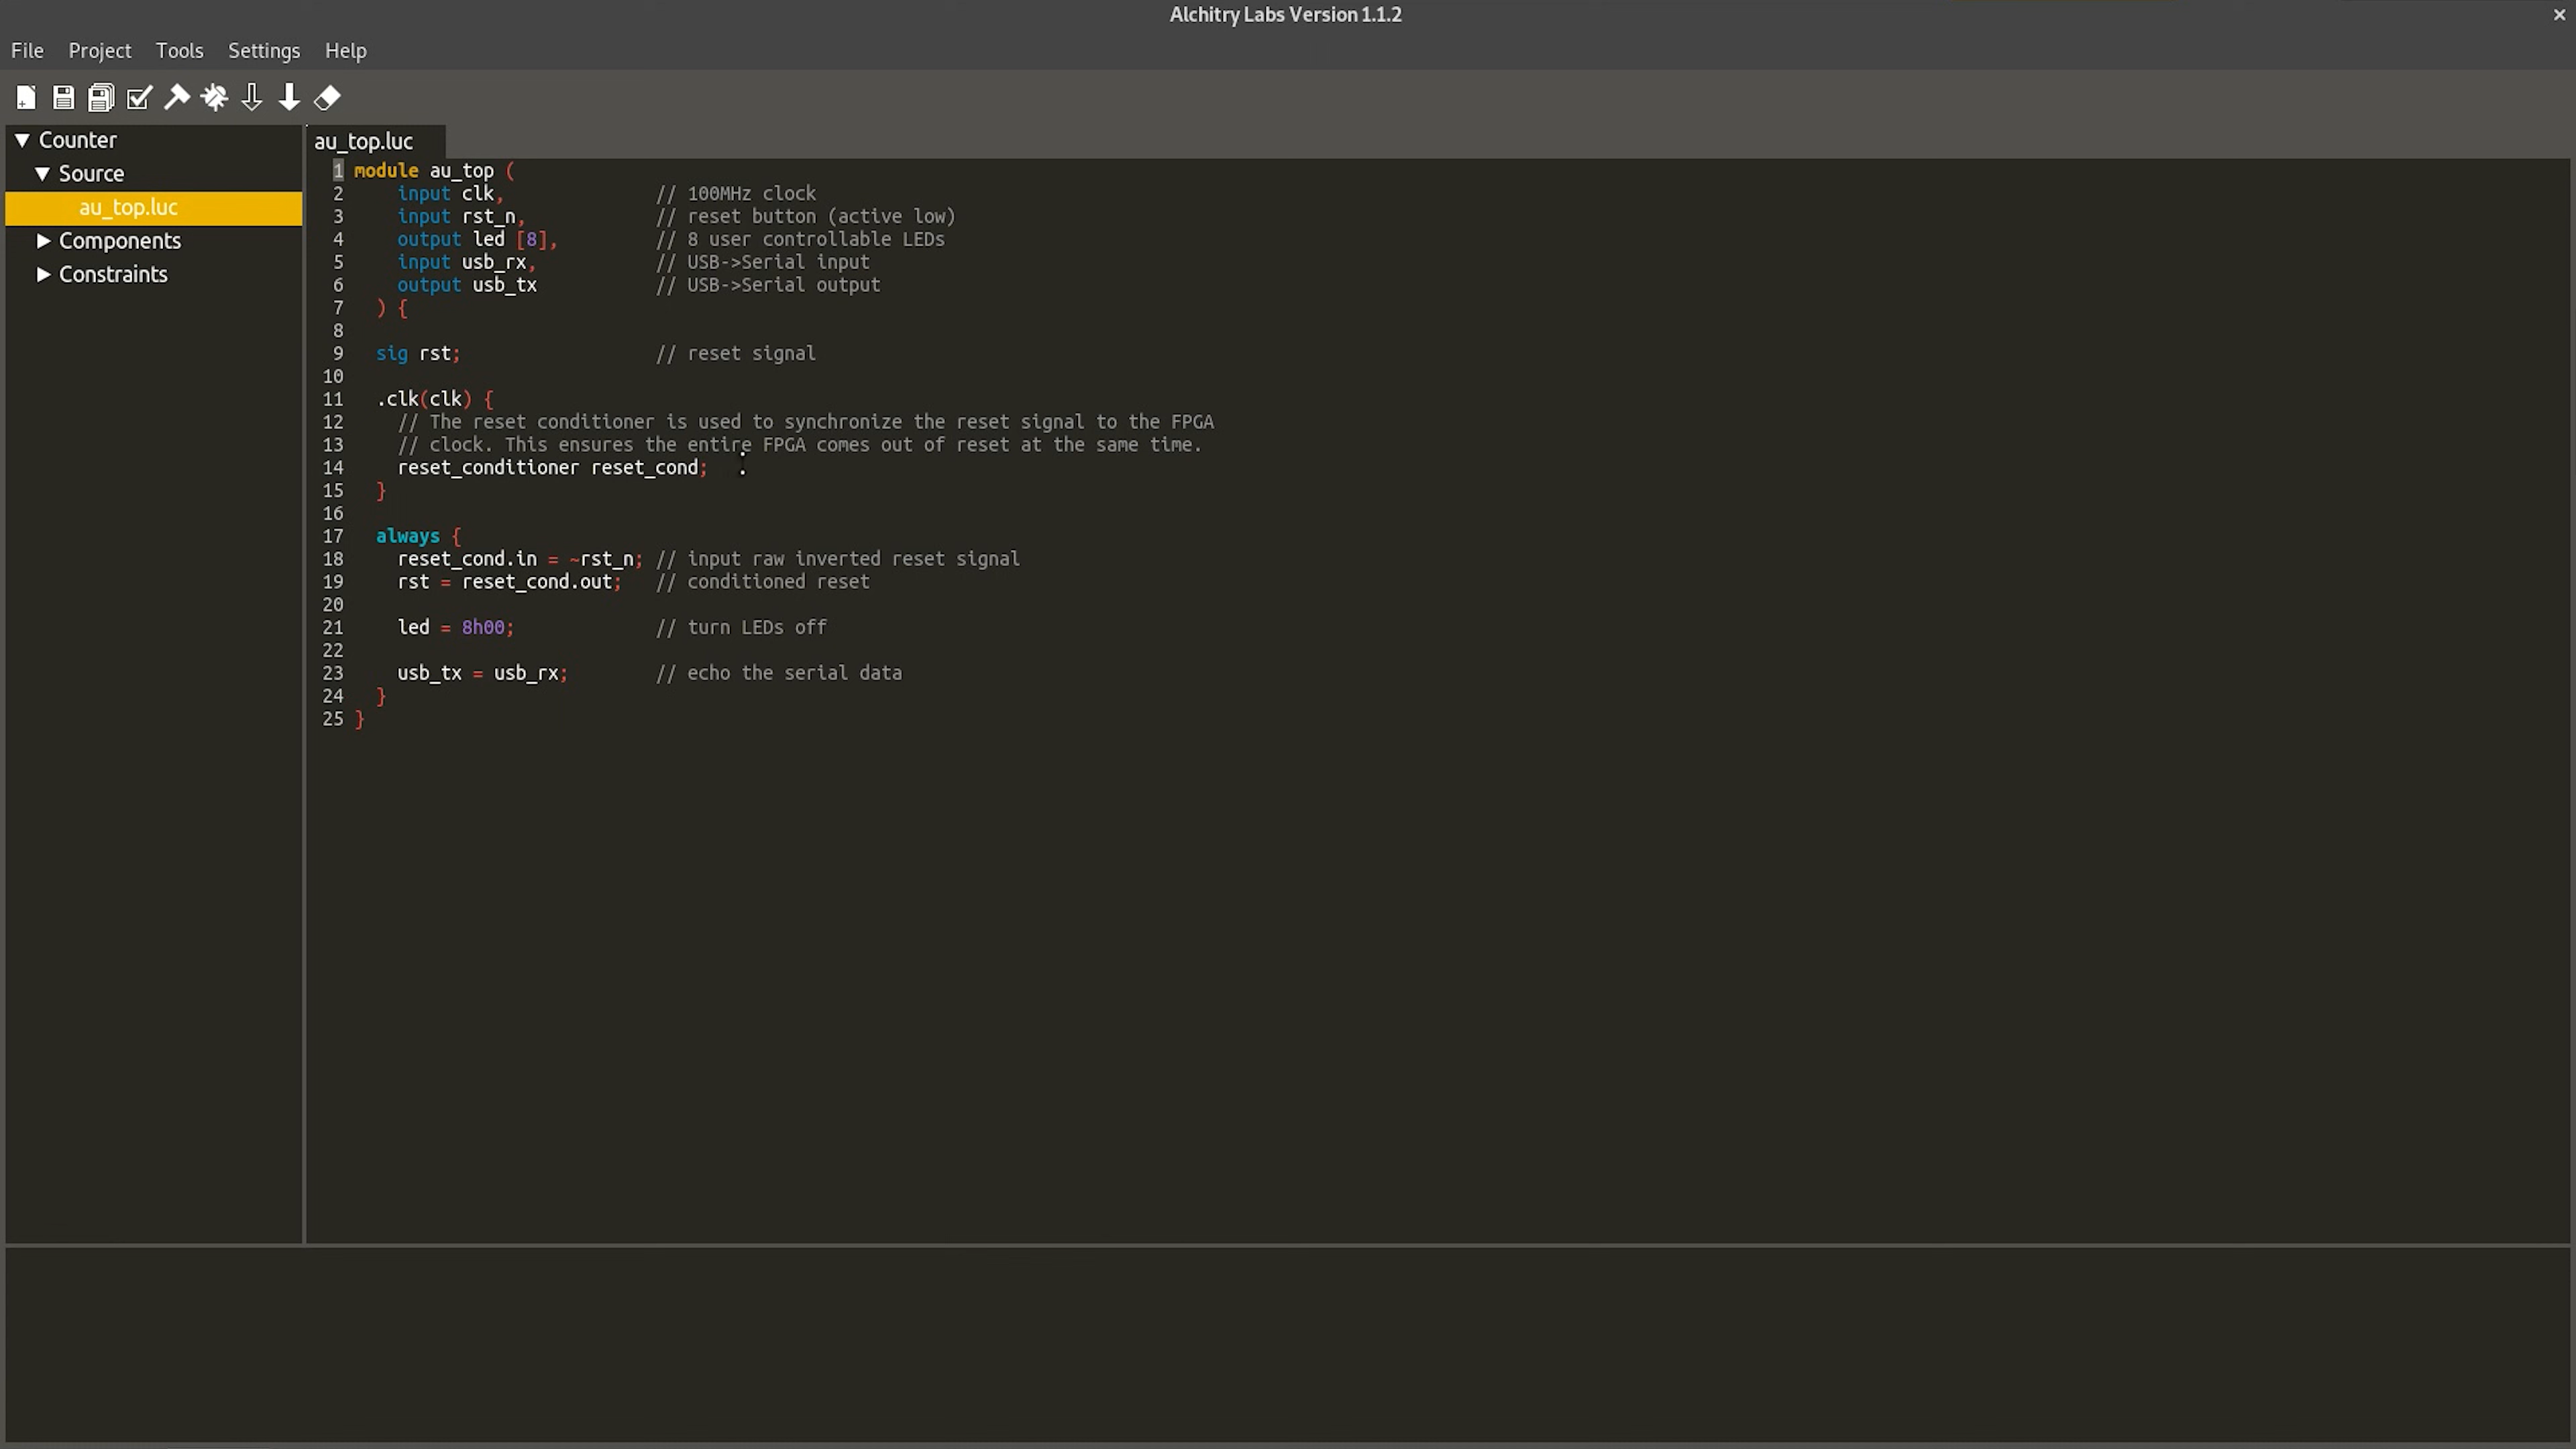 Alchitry Labs Version 1.1.2
File Project Tools Settings Help
Counter
Source
au_top.luc
Components
Constraints
au_top.luc
1 module au_top (
2     input clk,              // 100MHz clock
3     input rst_n,            // reset button (active low)
4     output led [8],         // 8 user controllable LEDs
5     input usb_rx,           // USB->Serial input
6     output usb_tx           // USB->Serial output
7   ) {
8
9   sig rst;                  // reset signal
10
11   .clk(clk) {
12     // The reset conditioner is used to synchronize the reset signal to the FPGA
13     // clock. This ensures the entire FPGA comes out of reset at the same time.
14     reset_conditioner reset_cond;
15   }
16
17   always {
18     reset_cond.in = ~rst_n; // input raw inverted reset signal
19     rst = reset_cond.out;   // conditioned reset
20
21     led = 8h00;             // turn LEDs off
22
23     usb_tx = usb_rx;        // echo the serial data
24   }
25 }